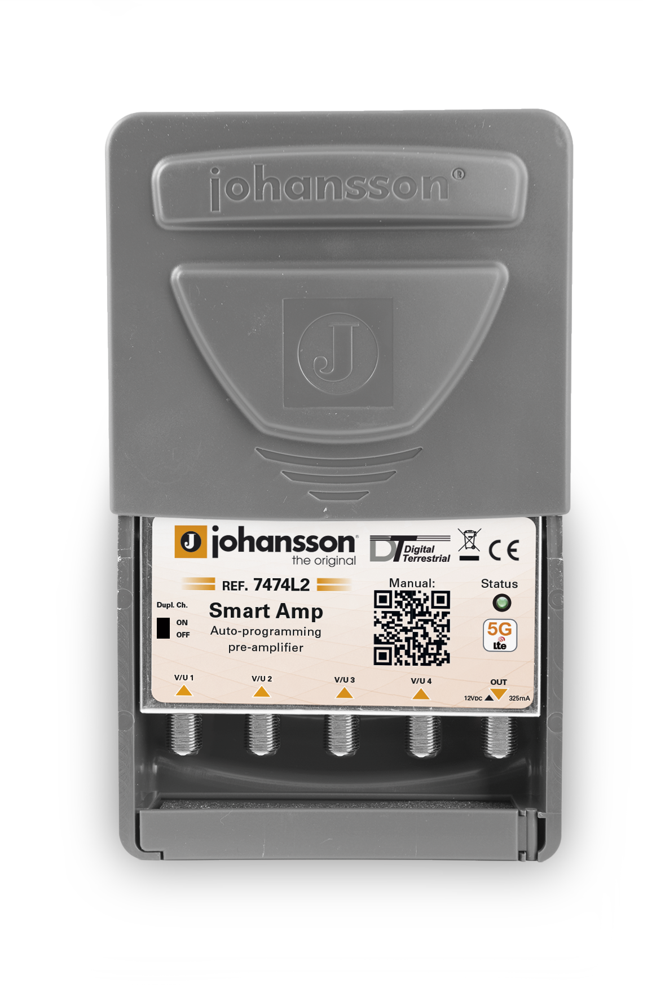 johansson®
J
J johansson®
the original
DT Digital
Terrestrial
CE
REF. 7474L2
Manual:
Status
Dupl. Ch.
ON
OFF
Smart Amp
Auto-programming
pre-amplifier
5G
Lte
V/U 1
V/U 2
V/U 3
V/U 4
OUT
12VDC
325mA